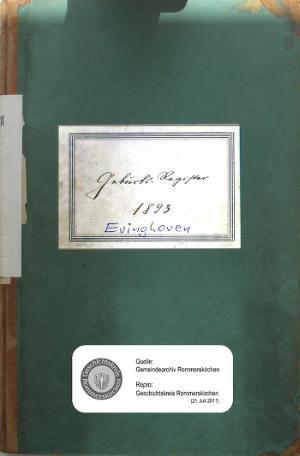 Geburts-Register
1893
Evinghoven
Quelle:
Gemeindearchiv Rommerskirchen
Repro:
Geschichtskreis Rommerskirchen
(21. Juli 2011)